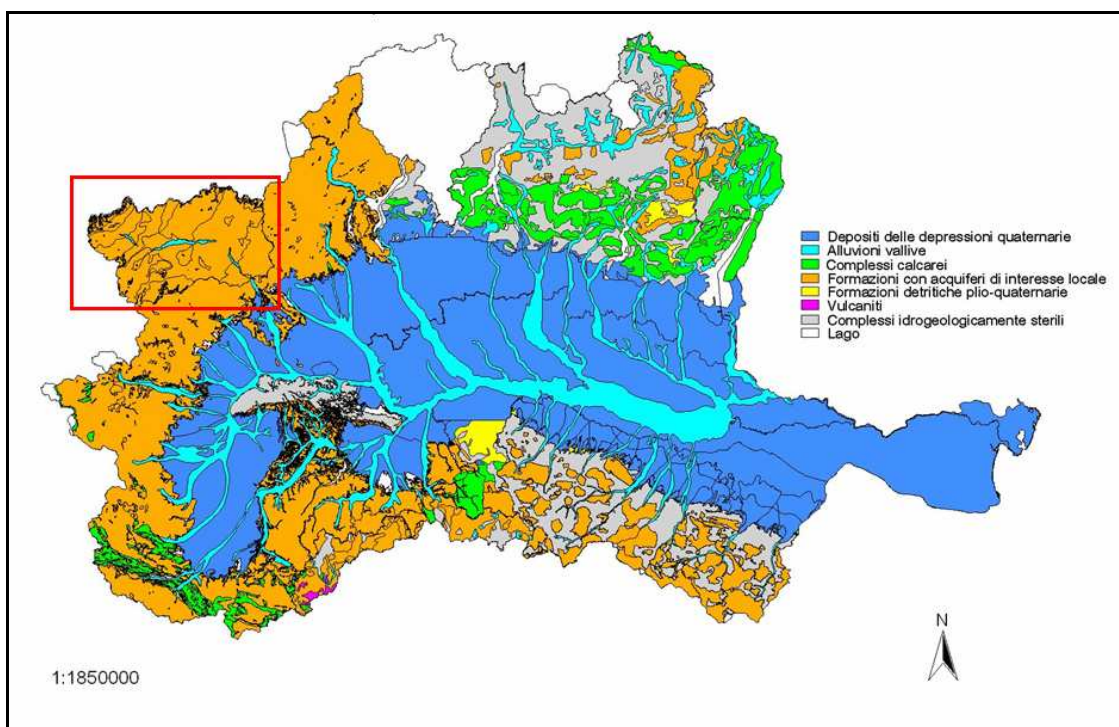 Depositi delle depressioni quaternarie
Alluvioni vallive
Complessi calcarei
Formazioni con acquiferi di interesse locale
Formazioni detritiche plio-quaternarie
Vulcaniti
Complessi idrogeologicamente sterili
Lago
N
1:1850000